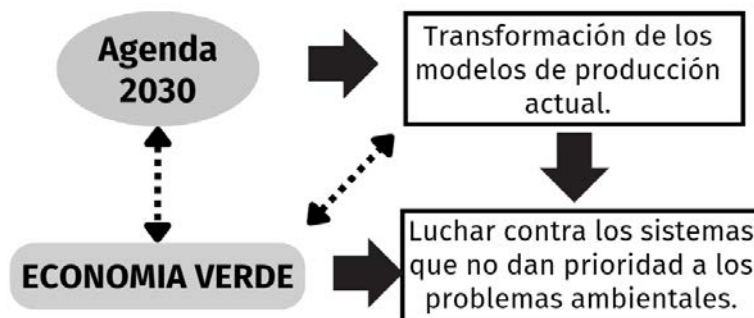 Agenda
2030
Transformación de los
modelos de producción
actual.
ECONOMIA VERDE
Luchar contra los sistemas
que no dan prioridad a los
problemas ambientales.